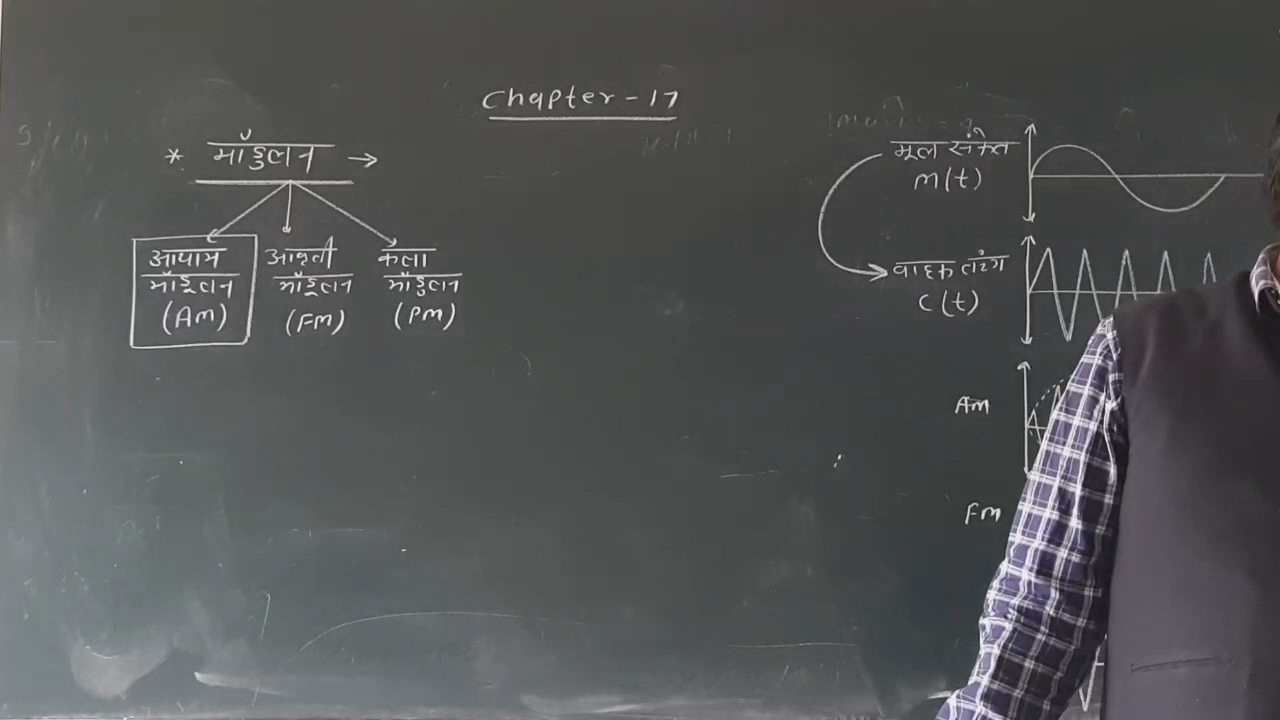 Chapter-17
* मॉडुलन →
आयाम
मॉडूलन
(AM)
आवृती
मॉडूलन
(FM)
कला
मॉडुलन
(PM)
मूल संकेत
m(t)
वाहक तरंग
C(t)
AM
FM